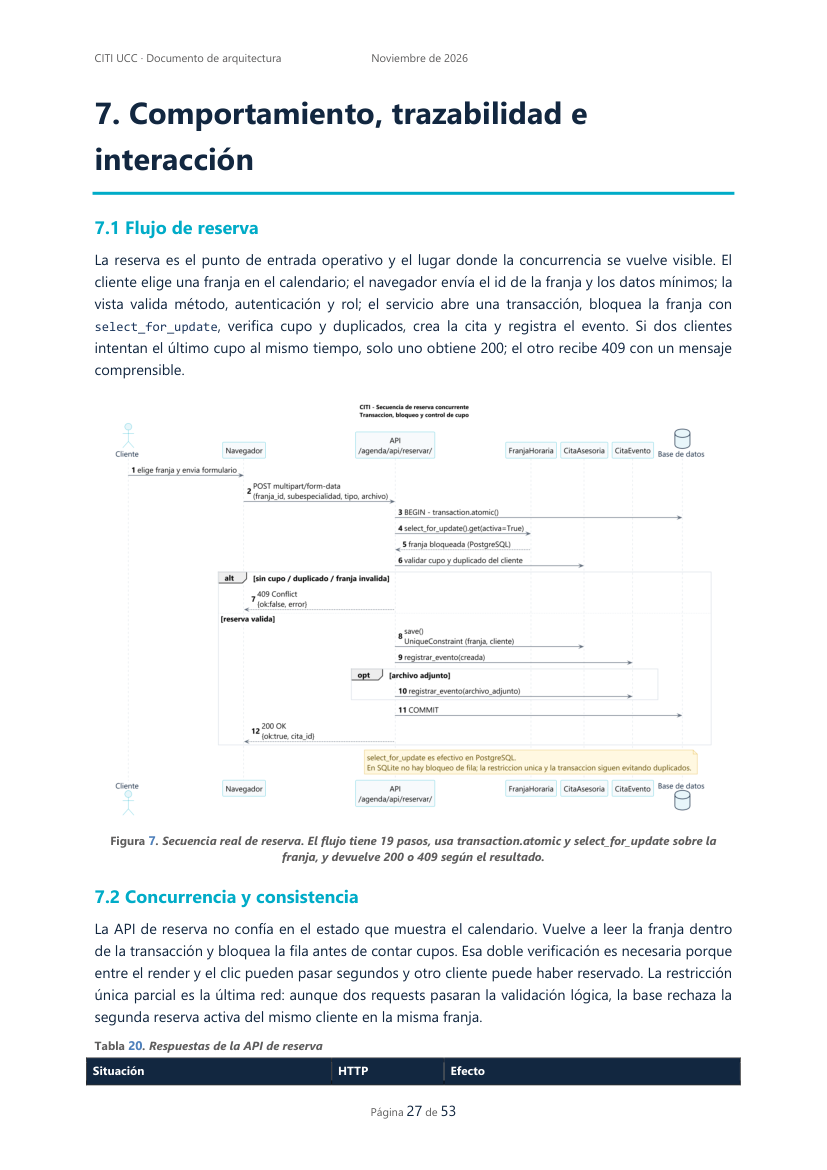 CITI UCC · Documento de arquitectura Noviembre de 2026
7. Comportamiento, trazabilidad e
interacción
7.1 Flujo de reserva
La reserva es el punto de entrada operativo y el lugar donde la concurrencia se vuelve visible. El
cliente elige una franja en el calendario; el navegador envía el id de la franja y los datos mínimos; la
vista valida método, autenticación y rol; el servicio abre una transacción, bloquea la franja con
select_for_update, verifica cupo y duplicados, crea la cita y registra el evento. Si dos clientes
intentan el último cupo al mismo tiempo, solo uno obtiene 200; el otro recibe 409 con un mensaje
comprensible.
CITI - Secuencia de reserva concurrente
Transaccion, bloqueo y control de cupo
Cliente
Navegador
API
/agenda/api/reservar/
FranjaHoraria
CitaAsesoria
CitaEvento
Base de datos
1 elige franja y envia formulario
2 POST multipart/form-data
(franja_id, subespecialidad, tipo, archivo)
3 BEGIN - transaction.atomic()
4 select_for_update().get(activa=True)
5 franja bloqueada (PostgreSQL)
6 validar cupo y duplicado del cliente
alt [sin cupo / duplicado / franja invalida]
7 409 Conflict
{ok:false, error}
[reserva valida]
8 save()
UniqueConstraint (franja, cliente)
9 registrar_evento(creada)
opt [archivo adjunto]
10 registrar_evento(archivo_adjunto)
11 COMMIT
12 200 OK
{ok:true, cita_id}
select_for_update es efectivo en PostgreSQL.
En SQLite no hay bloqueo de fila; la restriccion unica y la transaccion siguen evitando duplicados.
Cliente
Navegador
API
/agenda/api/reservar/
FranjaHoraria
CitaAsesoria
CitaEvento
Base de datos
Figura 7. Secuencia real de reserva. El flujo tiene 19 pasos, usa transaction.atomic y select_for_update sobre la
franja, y devuelve 200 o 409 según el resultado.
7.2 Concurrencia y consistencia
La API de reserva no confía en el estado que muestra el calendario. Vuelve a leer la franja dentro
de la transacción y bloquea la fila antes de contar cupos. Esa doble verificación es necesaria porque
entre el render y el clic pueden pasar segundos y otro cliente puede haber reservado. La restricción
única parcial es la última red: aunque dos requests pasaran la validación lógica, la base rechaza la
segunda reserva activa del mismo cliente en la misma franja.
Tabla 20. Respuestas de la API de reserva
Situación HTTP Efecto
Página 27 de 53